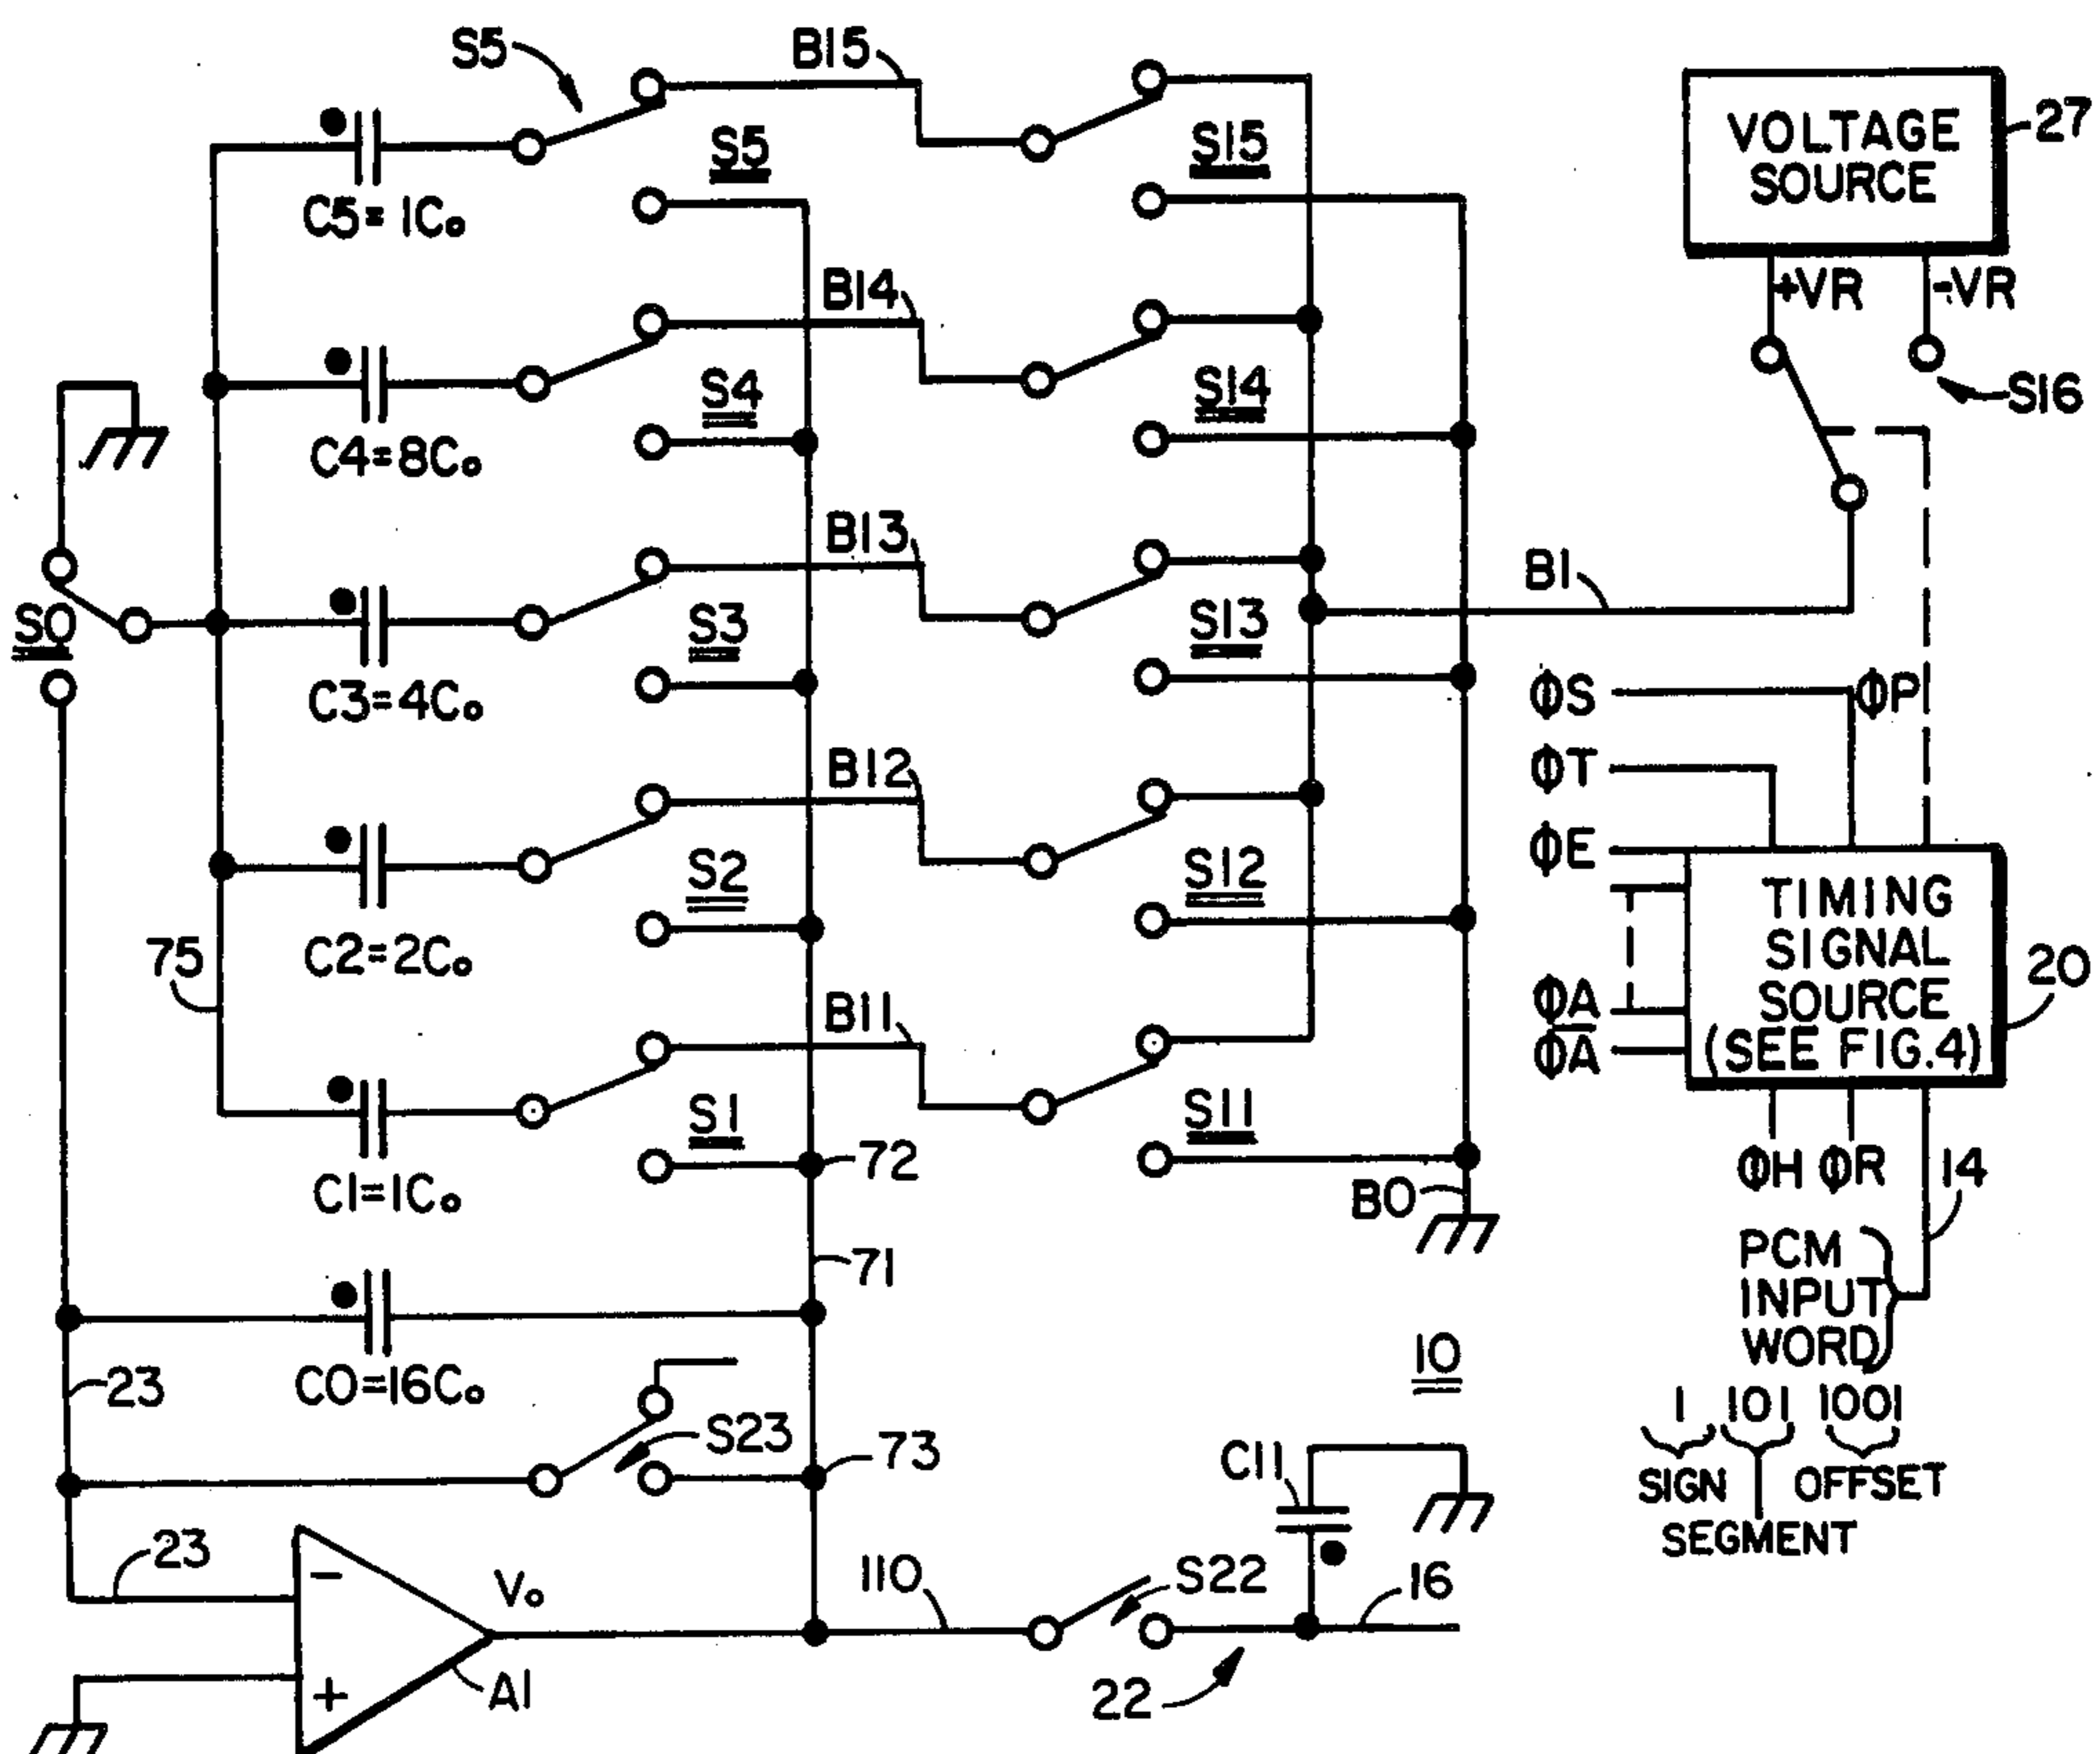 S5
B15
S5
S15
VOLTAGE
SOURCE
27
C5=1C₀
+VR
-VR
B14
S4
S14
S16
C4=8C₀
B13
S0
S3
S13
B1
C3=4C₀
ΦS
ΦP
ΦT
B12
ΦE
S2
S12
TIMING
SIGNAL
SOURCE
(SEE FIG.4)
20
75
C2=2C₀
ΦA
Φ̅A̅
B11
S1
S11
72
ΦH
ΦR
14
C1=1C₀
B0
71
PCM
INPUT
WORD
10
23
C0=16C₀
1 101 1001
S23
73
C11
SIGN
OFFSET
SEGMENT
23
V₀
110
S22
16
-
+
A1
22